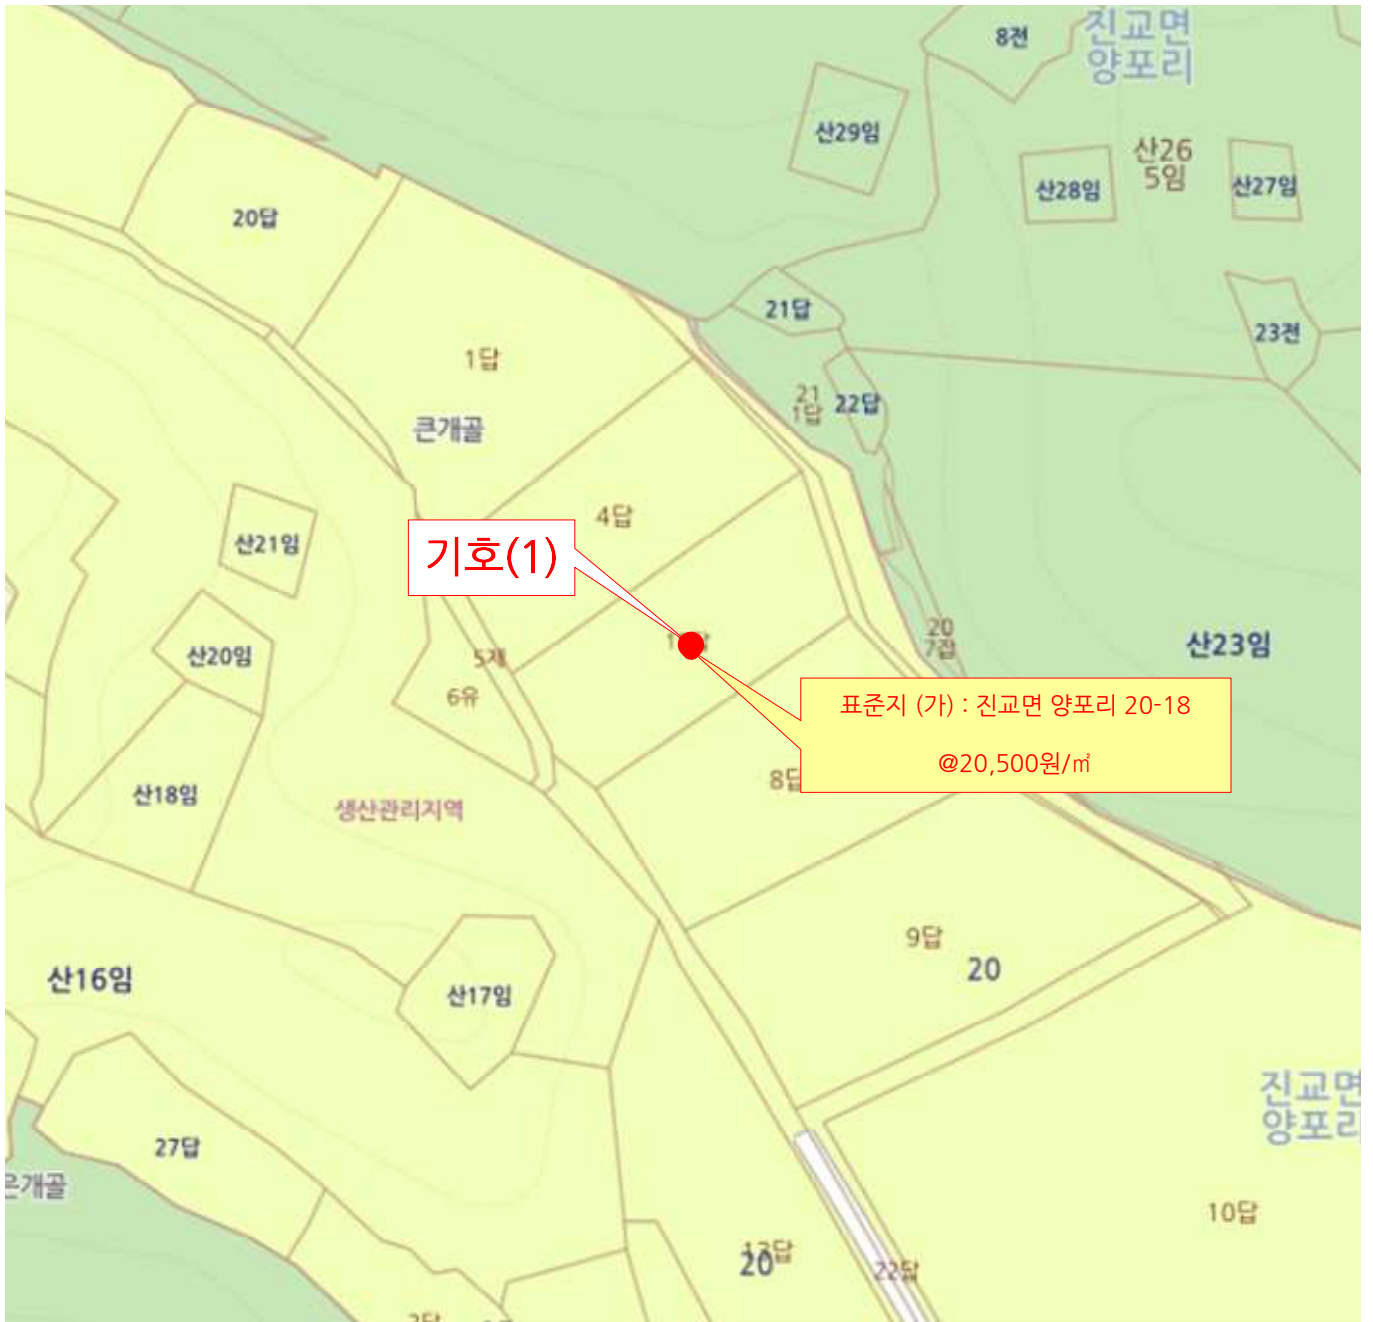 8전
진교면
양포리
산29임
산26
5임
산28임
산27임
20답
21답
23전
1답
21
1답
22답
큰개골
4답
산21임
기호(1)
20
7잡
산23임
산20임
5제
6유
표준지 (가) : 진교면 양포리 20-18
@20,500원/㎡
산18임
생산관리지역
9답
20
산16임
산17임
진교면
양포리
27답
10답
20
22답